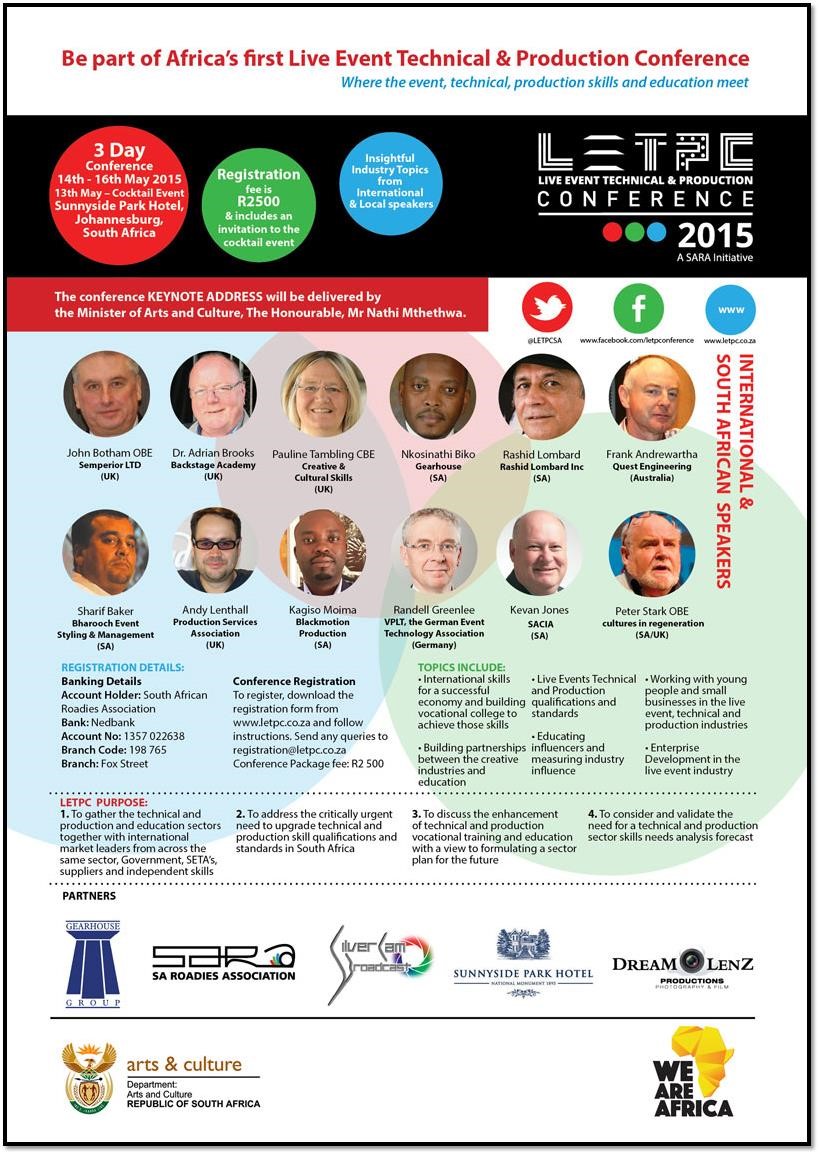 Be part of Africa's first Live Event Technical & Production Conference
Where the event, technical, production skills and education meet
3 Day
Conference
14th - 16th May 2015
13th May – Cocktail Event
Sunnyside Park Hotel,
Johannesburg,
South Africa
Registration
fee is
R2500
& includes an
invitation to the
cocktail event
Insightful
Industry Topics
from
International
& Local speakers
LETPC
LIVE EVENT TECHNICAL & PRODUCTION
CONFERENCE
2015
A SARA Initiative
The conference KEYNOTE ADDRESS will be delivered by
the Minister of Arts and Culture, The Honourable, Mr Nathi Mthethwa.
@LETPCSA
f
www.facebook.com/letpconference
www
www.letpc.co.za
INTERNATIONAL &
SOUTH AFRICAN SPEAKERS
John Botham OBE
Semperior LTD
(UK)
Dr. Adrian Brooks
Backstage Academy
(UK)
Pauline Tambling CBE
Creative &
Cultural Skills
(UK)
Nkosinathi Biko
Gearhouse
(SA)
Rashid Lombard
Rashid Lombard Inc
(SA)
Frank Andrewartha
Quest Engineering
(Australia)
Sharif Baker
Bharooch Event
Styling & Management
(SA)
Andy Lenthall
Production Services
Association
(UK)
Kagiso Moima
Blackmotion
Production
(SA)
Randell Greenlee
VPLT, the German Event
Technology Association
(Germany)
Kevan Jones
SACIA
(SA)
Peter Stark OBE
cultures in regeneration
(SA/UK)
REGISTRATION DETAILS:
Banking Details
Account Holder: South African
Roadies Association
Bank: Nedbank
Account No: 1357 022638
Branch Code: 198 765
Branch: Fox Street
Conference Registration
To register, download the
registration form from
www.letpc.co.za and follow
instructions. Send any queries to
registration@letpc.co.za
Conference Package fee: R2 500
TOPICS INCLUDE:
• International skills
for a successful
economy and building
vocational college to
achieve those skills
• Building partnerships
between the creative
industries and
education
• Live Events Technical
and Production
qualifications and
standards
• Educating
influencers and
measuring industry
influence
• Working with young
people and small
businesses in the live
event, technical and
production industries
• Enterprise
Development in the
live event industry
LETPC PURPOSE:
1. To gather the technical and
production and education sectors
together with international
market leaders from across the
same sector, Government, SETA's,
suppliers and independent skills
2. To address the critically urgent
need to upgrade technical and
production skill qualifications and
standards in South Africa
3. To discuss the enhancement
of technical and production
vocational training and education
with a view to formulating a sector
plan for the future
4. To consider and validate the
need for a technical and production
sector skills needs analysis forecast
PARTNERS
GEARHOUSE
GROUP
SARA
SA ROADIES ASSOCIATION
Silver Cam
Broadcast
SUNNYSIDE PARK HOTEL
NATIONAL MONUMENT 1895
DREAM LENZ
PRODUCTIONS
PHOTOGRAPHY & FILM
arts & culture
Department:
Arts and Culture
REPUBLIC OF SOUTH AFRICA
WE
ARE
AFRICA